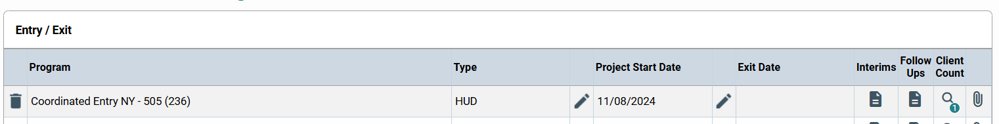 Entry / Exit
Program Type Project Start Date Exit Date Interims Follow Ups Client Count
Coordinated Entry NY - 505 (236) HUD 11/08/2024 1